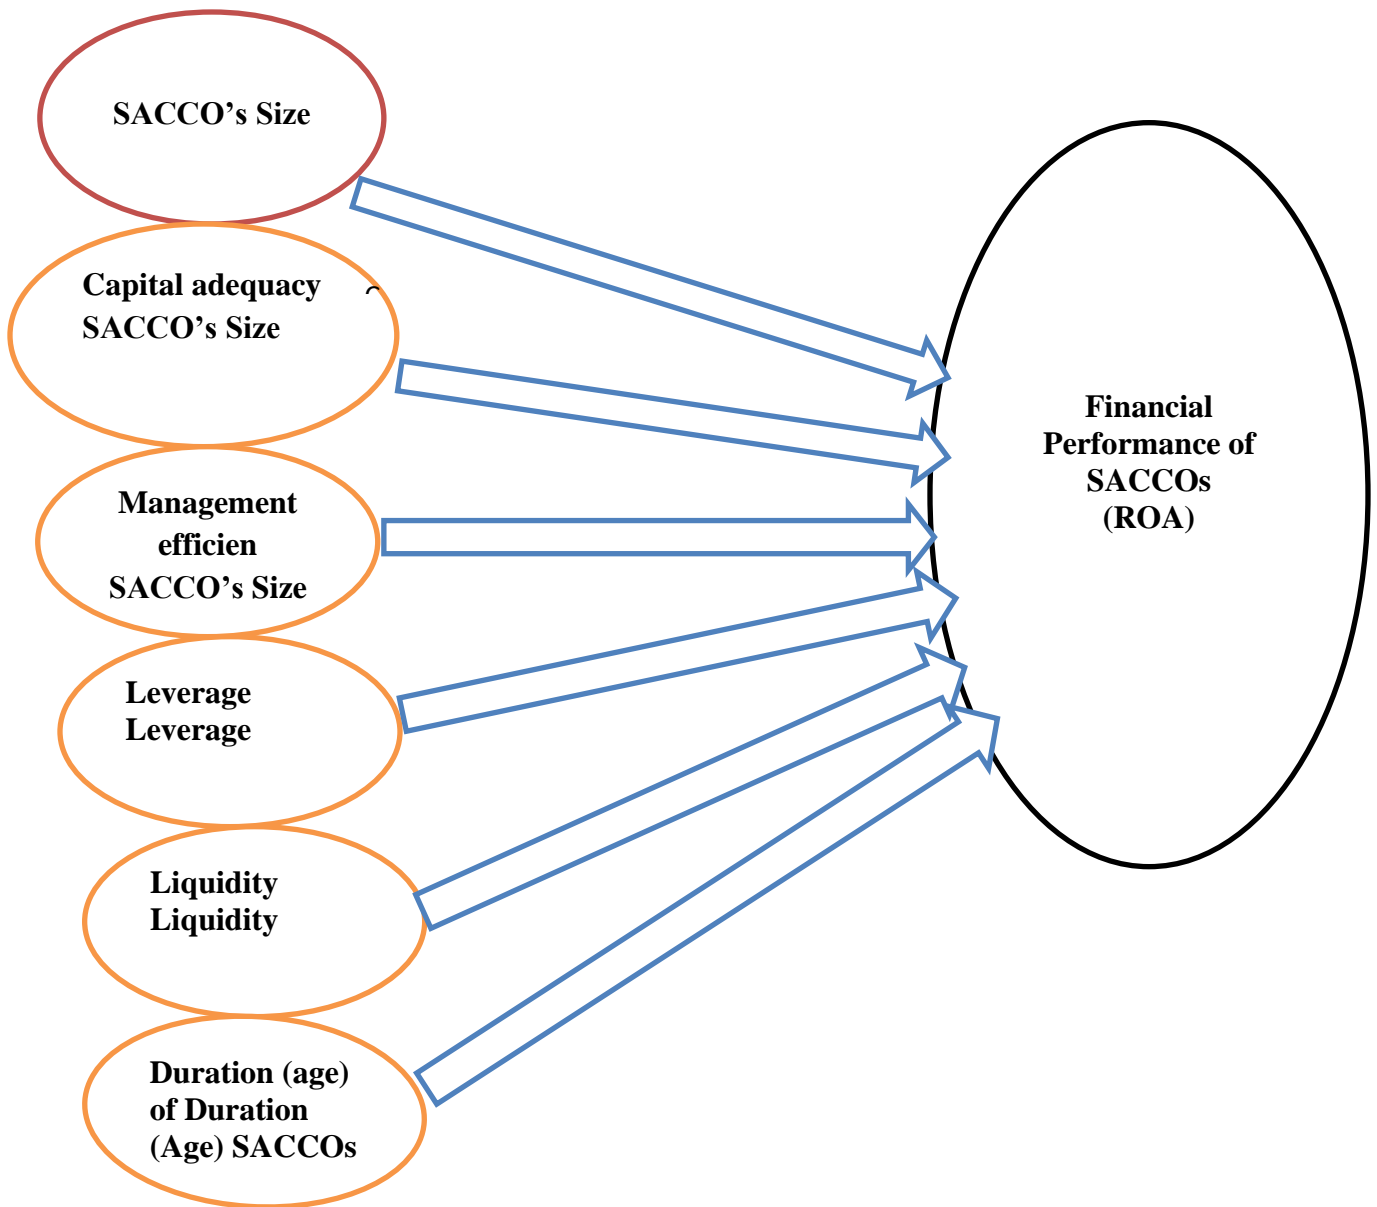 SACCO’s Size
Capital adequacy
SACCO’s Size
Management
efficien
SACCO’s Size
Leverage
Leverage
Liquidity
Liquidity
Duration (age)
of Duration
(Age) SACCOs
Financial
Performance of
SACCOs
(ROA)